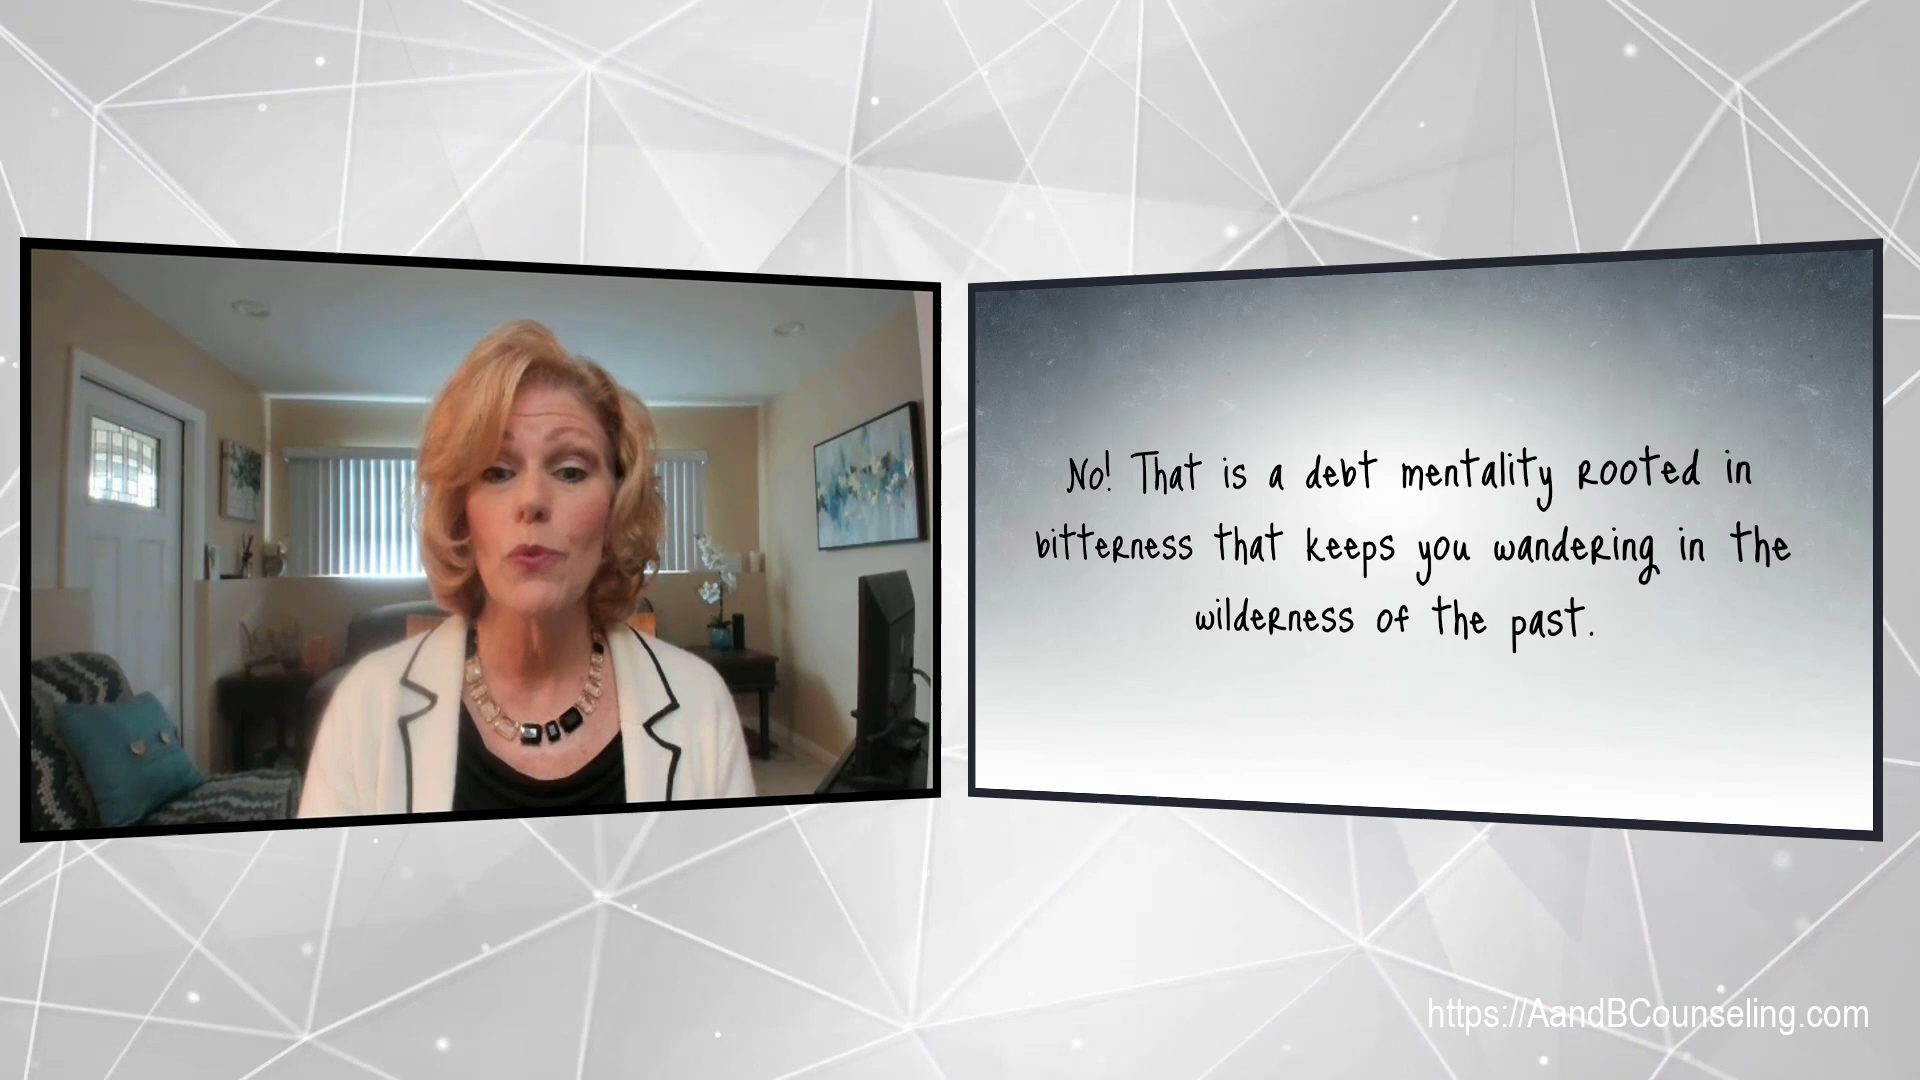 No! That is a debt mentality rooted in
bitterness that keeps you wandering in the
wilderness of the past.
https://AandBCounseling.com